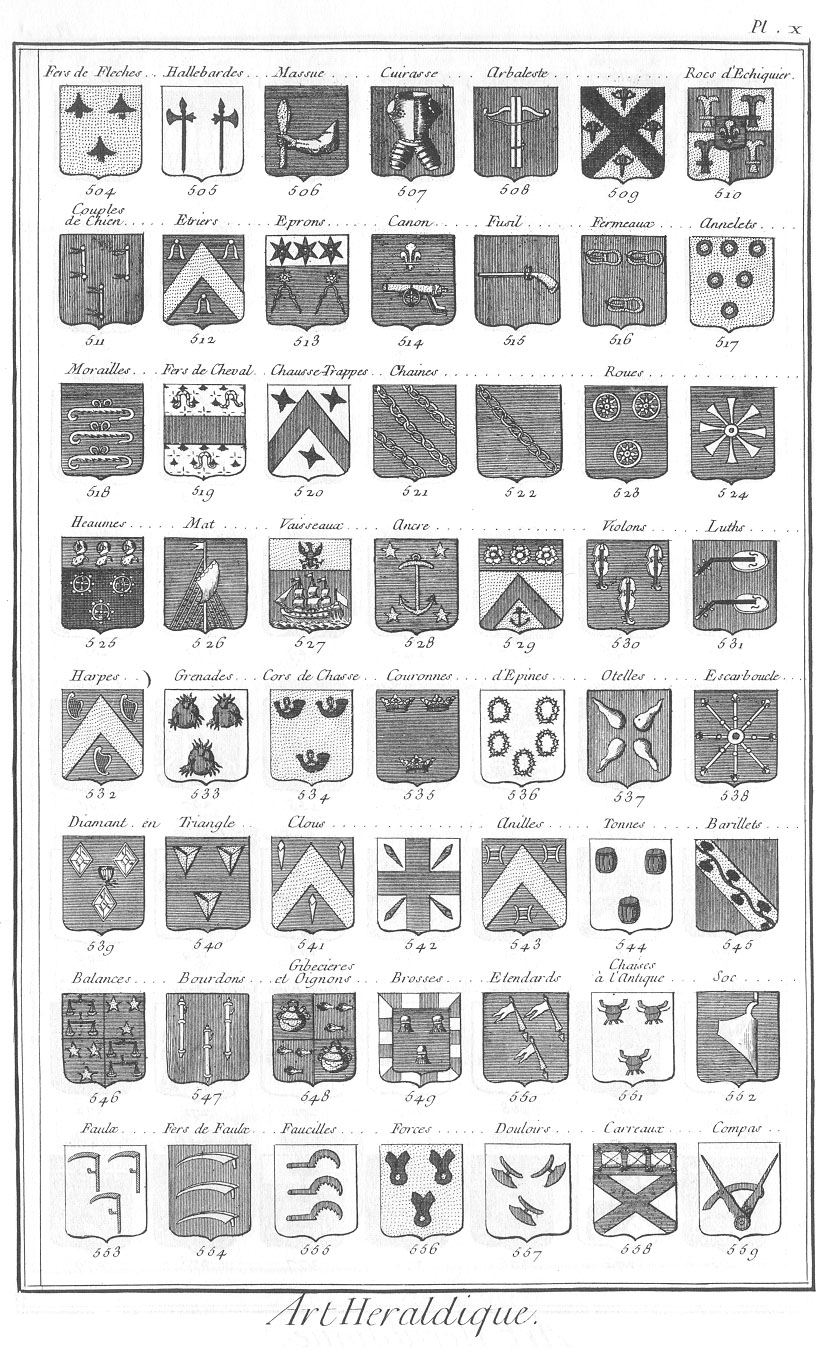 Pl . x
Fers de Fleches . . Hallebardes . . Massue . . . Cuirasse . . . Arbaleste . . . Rocs d'Echiquier .
504 505 506 507 508 509 510
Couples
de Chien . . . Etriers . . . Eprons . . . Canon . . . Fusil . . . Fermeaux . . . Annelets . . .
511 512 513 514 515 516 517
Morailles . . . Fers de Cheval . . Chausse-Trappes . . Chaines . . . Roues . . .
518 519 520 521 522 523 524
Heaumes . . . Mat . . . Vaisseaux . . . Ancre . . . Violons . . . Luths . . .
525 526 527 528 529 530 531
Harpes . . ) Grenades . . . Cors de Chasse . . . Couronnes d'Epines . . . Otelles . . . Escarboucle . . .
532 533 534 535 536 537 538
Diamant . en Triangle . . . Clous . . . Anilles . . . Tonnes . . . Barillets . . .
539 540 541 542 543 544 545
Gibecieres Chaises
Balances . . . Bourdons . . . et Oignons . . . Brosses . . . Etendards à l'Antique . . . Soc . . .
546 547 548 549 550 551 552
Faulx . . . Fers de Faulx . . Faucilles . . . Forces . . . Douloirs . . . Carreaux . . . Compas . .
553 554 555 556 557 558 559
Art Heraldique.